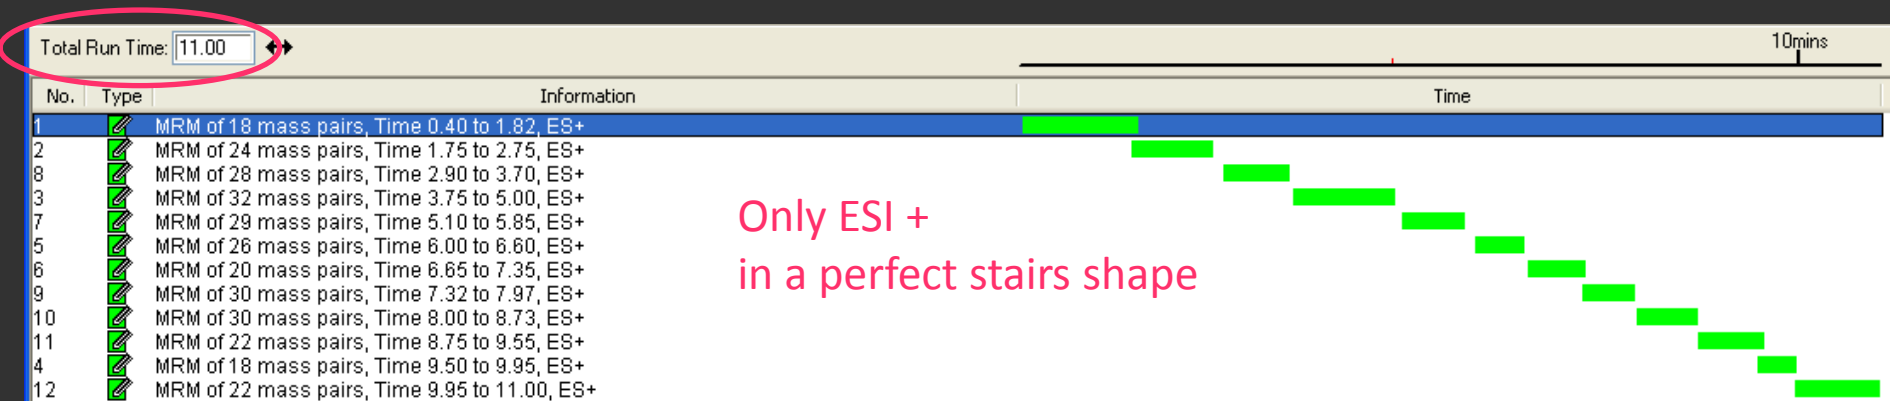 Total Run Time: 11.00
10mins
No. Type Information Time
1 MRM of 18 mass pairs, Time 0.40 to 1.82, ES+
2 MRM of 24 mass pairs, Time 1.75 to 2.75, ES+
8 MRM of 28 mass pairs, Time 2.90 to 3.70, ES+
3 MRM of 32 mass pairs, Time 3.75 to 5.00, ES+
7 MRM of 29 mass pairs, Time 5.10 to 5.85, ES+
5 MRM of 26 mass pairs, Time 6.00 to 6.60, ES+
6 MRM of 20 mass pairs, Time 6.65 to 7.35, ES+
9 MRM of 30 mass pairs, Time 7.32 to 7.97, ES+
10 MRM of 30 mass pairs, Time 8.00 to 8.73, ES+
11 MRM of 22 mass pairs, Time 8.75 to 9.55, ES+
4 MRM of 18 mass pairs, Time 9.50 to 9.95, ES+
12 MRM of 22 mass pairs, Time 9.95 to 11.00, ES+
Only ESI +
in a perfect stairs shape